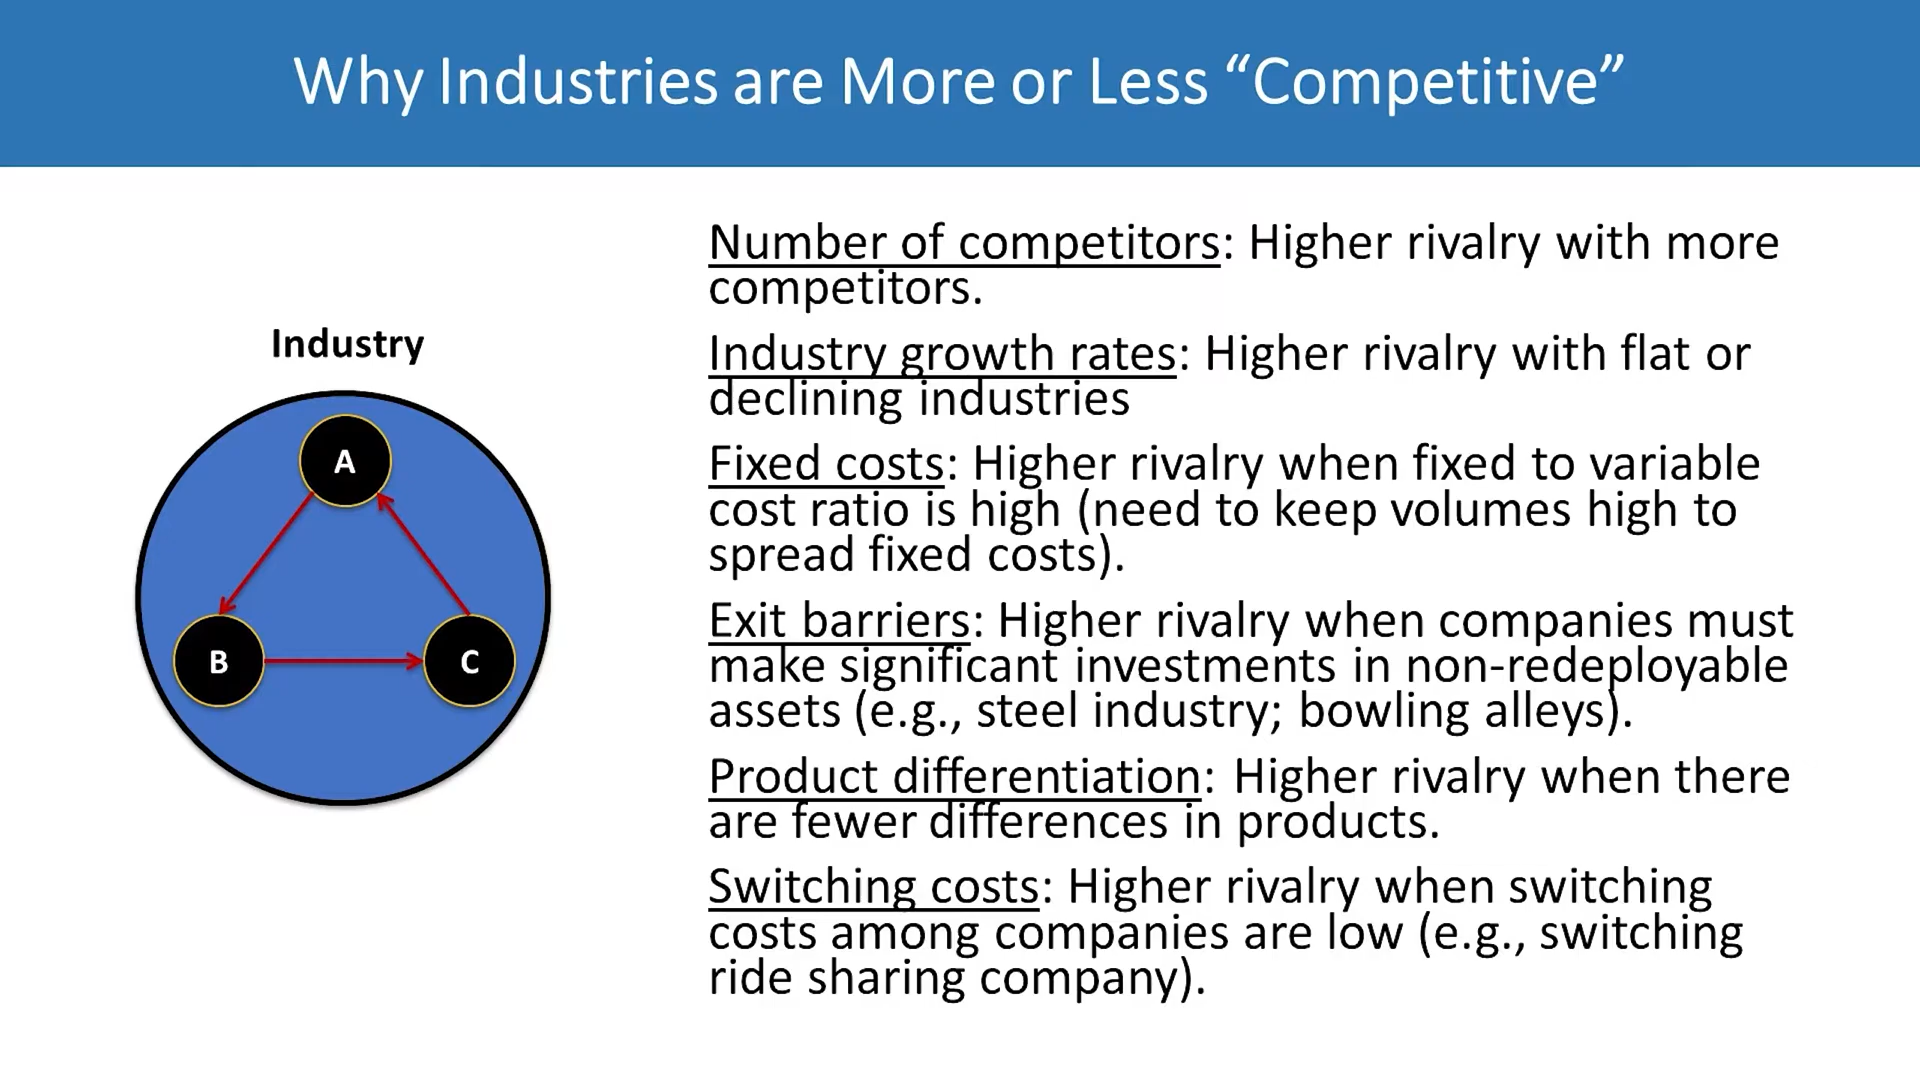 Why Industries are More or Less “Competitive”
Industry
A
B
C
Number of competitors: Higher rivalry with more
competitors.
Industry growth rates: Higher rivalry with flat or
declining industries
Fixed costs: Higher rivalry when fixed to variable
cost ratio is high (need to keep volumes high to
spread fixed costs).
Exit barriers: Higher rivalry when companies must
make significant investments in non-redeployable
assets (e.g., steel industry; bowling alleys).
Product differentiation: Higher rivalry when there
are fewer differences in products.
Switching costs: Higher rivalry when switching
costs among companies are low (e.g., switching
ride sharing company).